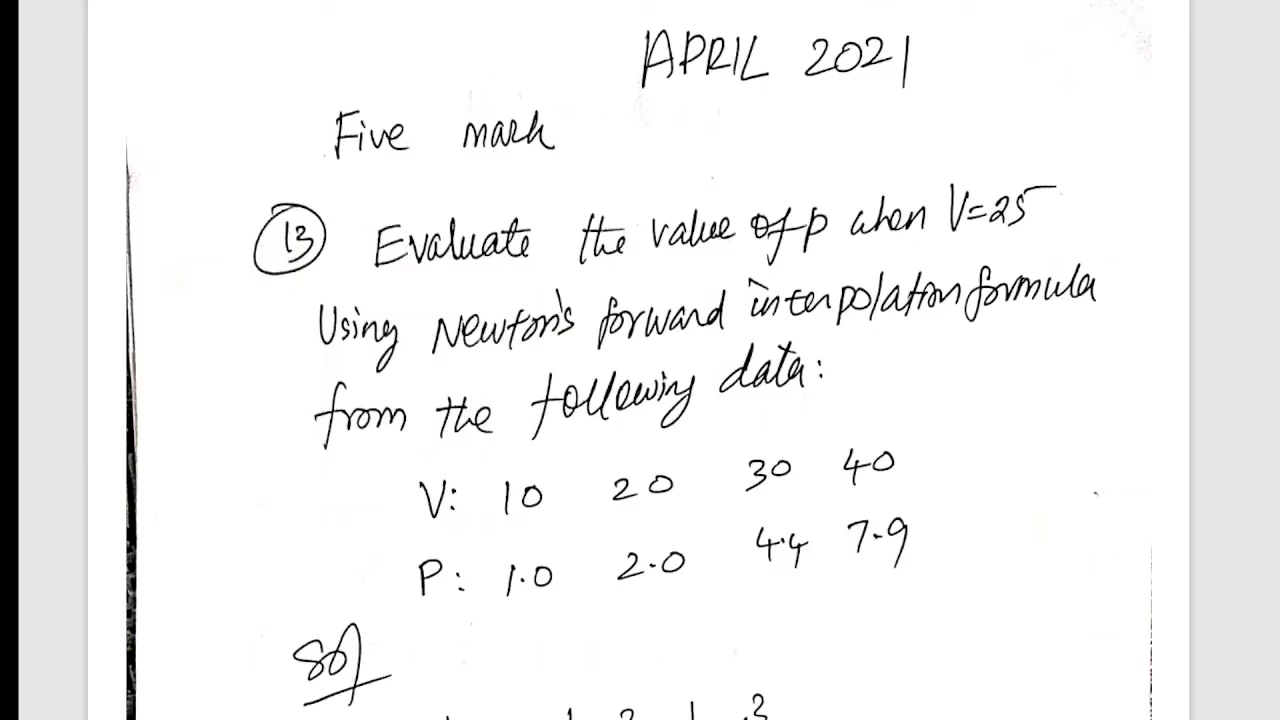 APRIL 2021
Five mark
13 Evaluate the value of p when V=25
Using Newton's forward interpolation formula
from the following data:
V: 10 20 30 40
P: 1.0 2.0 4.4 7.9
Sol